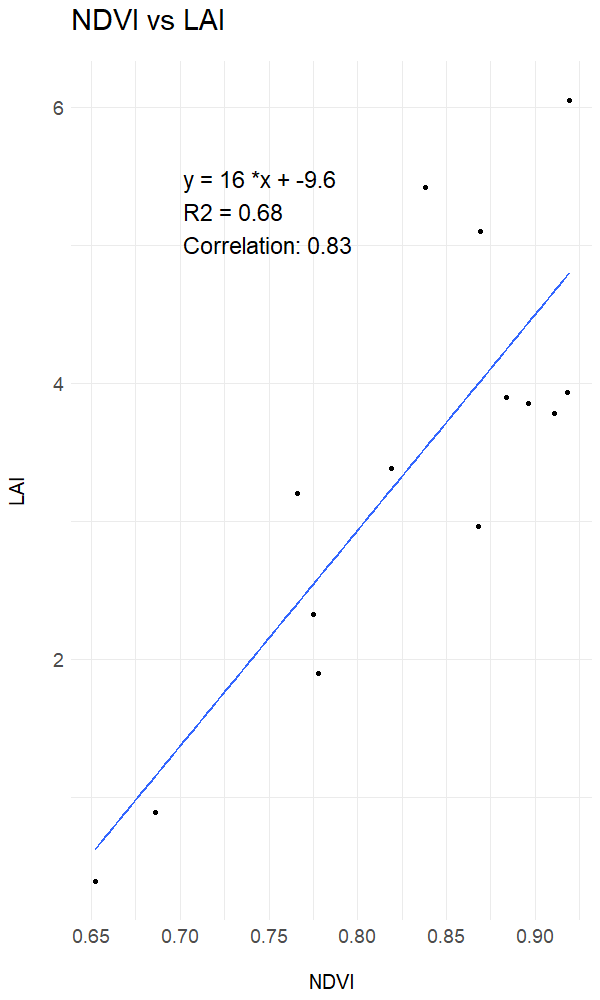 NDVI vs LAI
6
y = 16 *x + -9.6
R2 = 0.68
Correlation: 0.83
4
LAI
2
0.65 0.70 0.75 0.80 0.85 0.90
NDVI